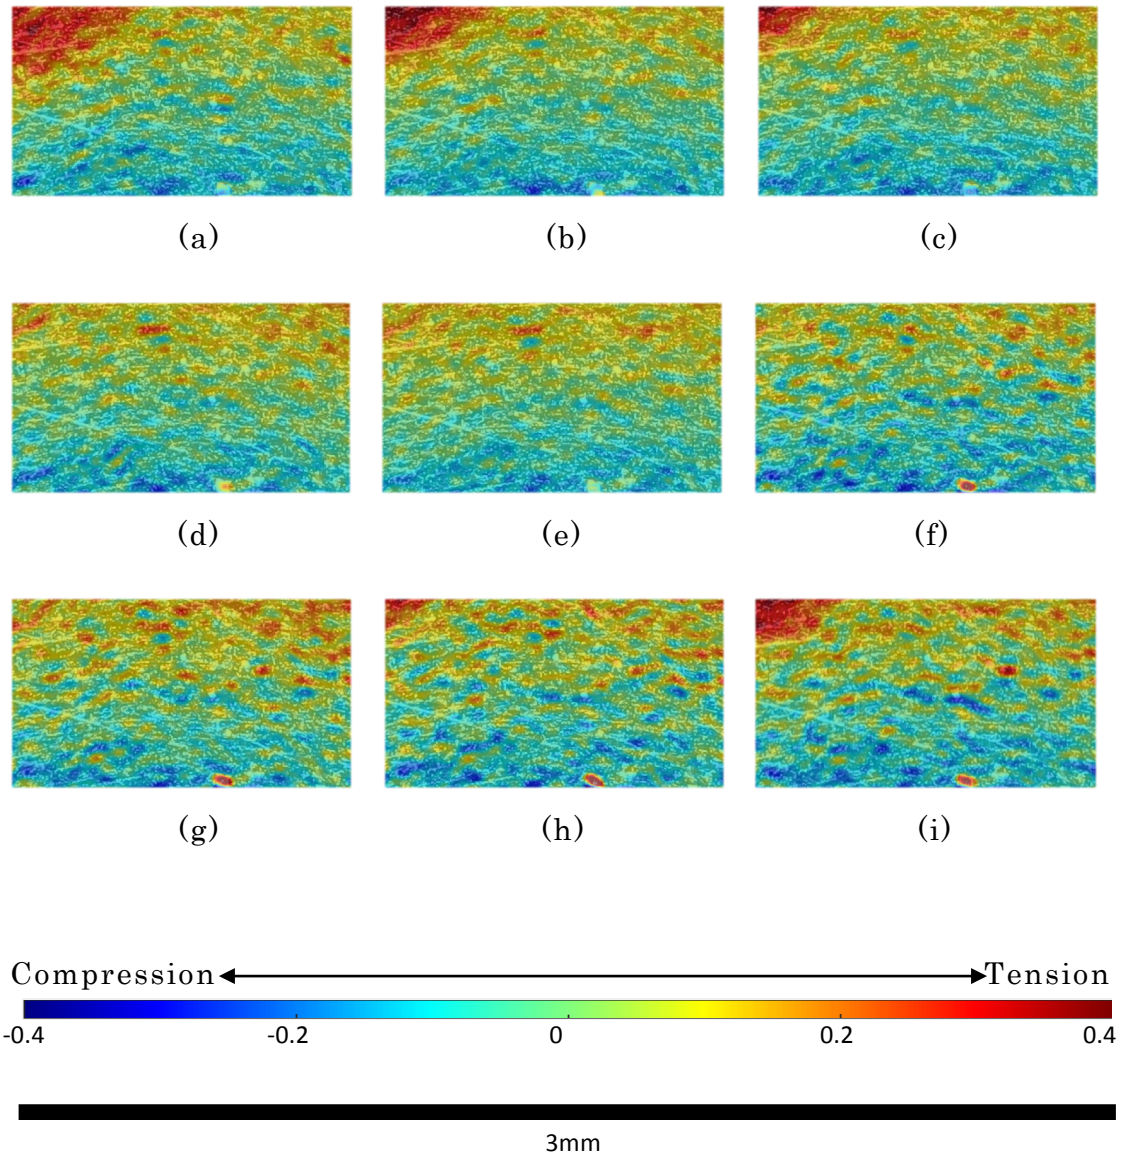 (a) (b) (c)
(d) (e) (f)
(g) (h) (i)
Compression Tension
-0.4 -0.2 0 0.2 0.4
3mm